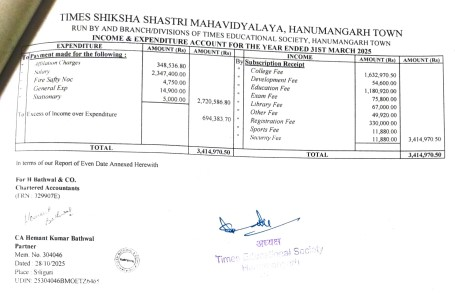 TIMES SHIKSHA SHASTRI MAHAVIDYALAYA, HANUMANGARH TOWN
RUN BY AND BRANCH/DIVISIONS OF TIMES EDUCATIONAL SOCIETY, HANUMANGARH TOWN
INCOME & EXPENDITURE ACCOUNT FOR THE YEAR ENDED 31ST MARCH 2025
EXPENDITURE AMOUNT (Rs) AMOUNT (Rs) INCOME AMOUNT (Rs) AMOUNT (Rs)
To Payment made for the following : By Subscription Receipt
" Affiliation Charges 348,536.80 " College Fee 1,632,970.50
" Salary 2,347,400.00 " Development Fee 54,600.00
" Fire Safty Noc 4,750.00 " Education Fee 1,180,920.00
" General Exp 14,900.00 " Exam Fee 75,800.00
" Stationary 5,000.00 2,720,586.80 " Library Fee 67,000.00
" Other Fee 49,920.00
To Excess of Income over Expenditure 694,383.70 " Registration Fee 330,000.00
" Sports Fee 11,880.00
" Security Fee 11,880.00 3,414,970.50
TOTAL 3,414,970.50 TOTAL 3,414,970.50
In terms of our Report of Even Date Annexed Herewith
For H Bathwal & CO.
Chartered Accountants
(FRN : 329907E)
Hemant
Bathwal
CA Hemant Kumar Bathwal
Partner
Mem. No. 304046
Dated : 28/10/2025
Place : Siliguri
UDIN: 25304046BMOETZ
अध्यक्ष
Times Educational Society